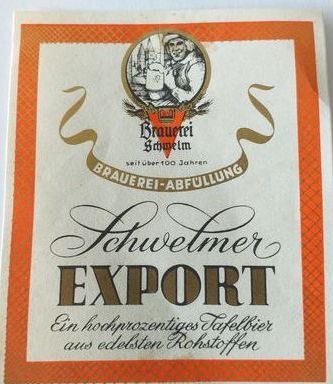 Brauerei
Schwelm
seit über 100 Jahren
BRAUEREI-ABFÜLLUNG
Schwelmer
EXPORT
Ein hochprozentiges Tafelbier
aus edelsten Rohstoffen